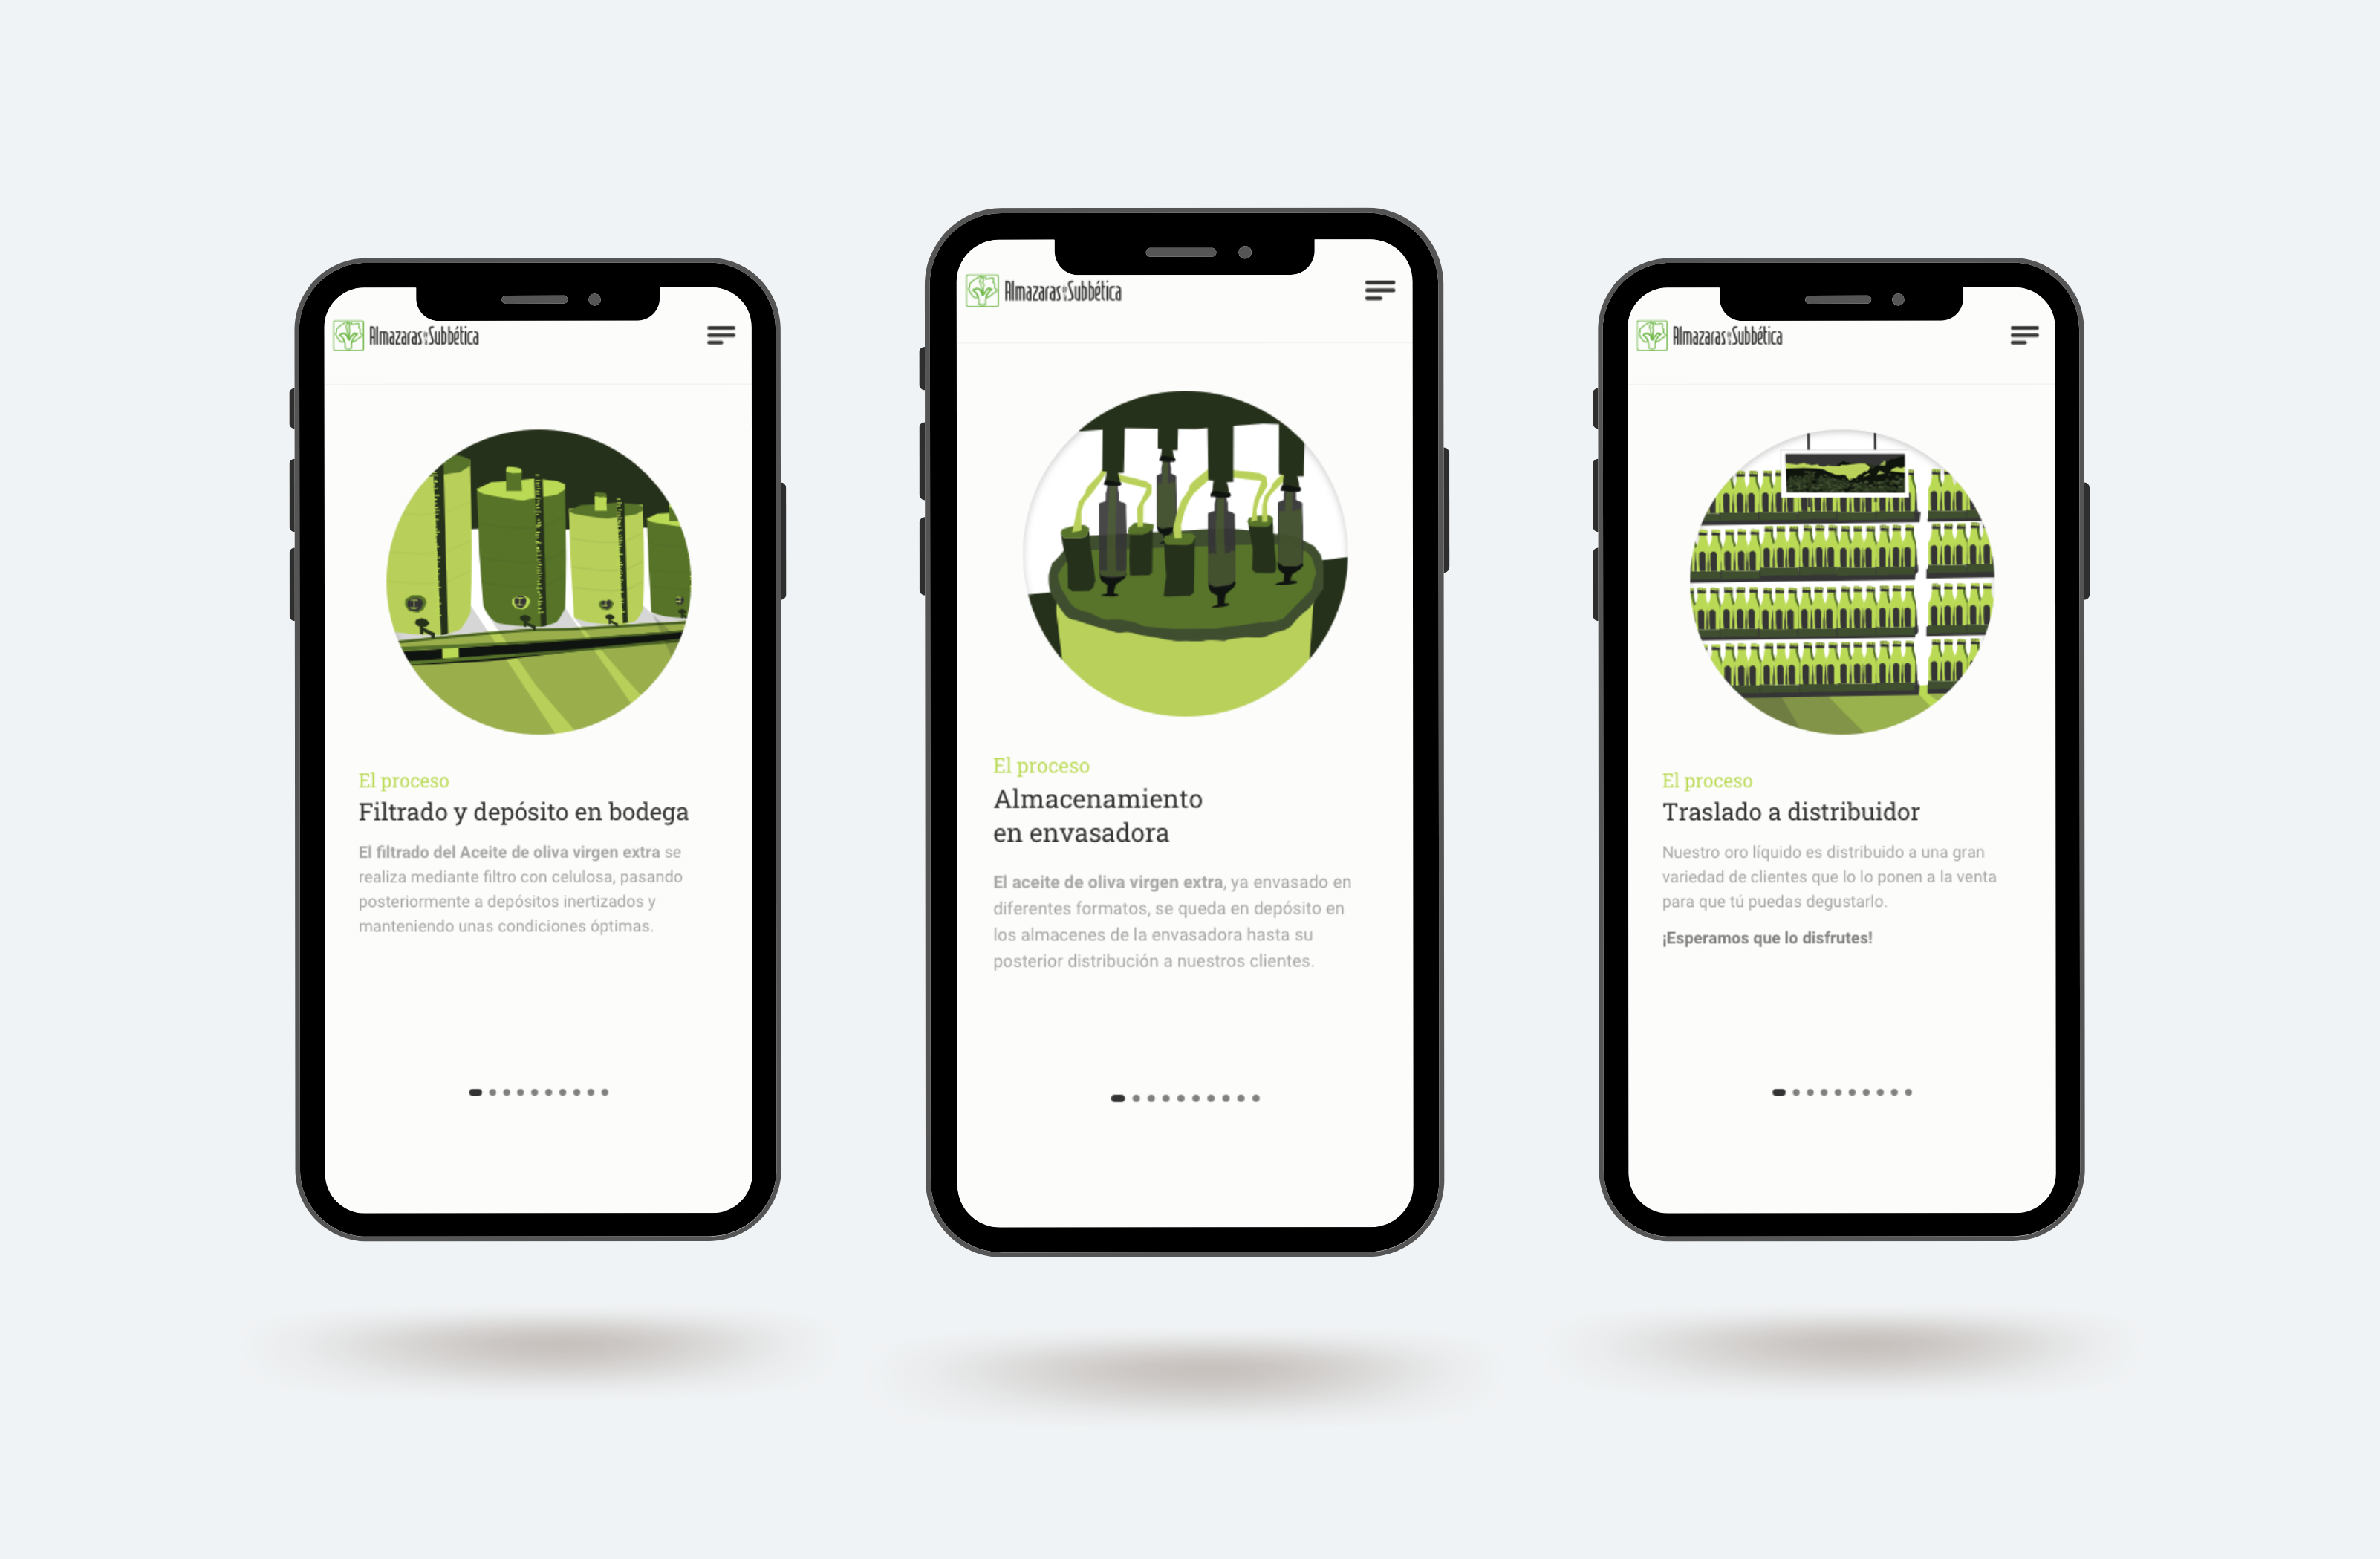 Almazaras de la Subbética
El proceso
Filtrado y depósito en bodega
El filtrado del Aceite de oliva virgen extra se
realiza mediante filtro con celulosa, pasando
posteriormente a depósitos inertizados y
manteniendo unas condiciones óptimas.
Almazaras de la Subbética
El proceso
Almacenamiento
en envasadora
El aceite de oliva virgen extra, ya envasado en
diferentes formatos, se queda en depósito en
los almacenes de la envasadora hasta su
posterior distribución a nuestros clientes.
Almazaras de la Subbética
El proceso
Traslado a distribuidor
Nuestro oro líquido es distribuido a una gran
variedad de clientes que lo lo ponen a la venta
para que tú puedas degustarlo.
¡Esperamos que lo disfrutes!